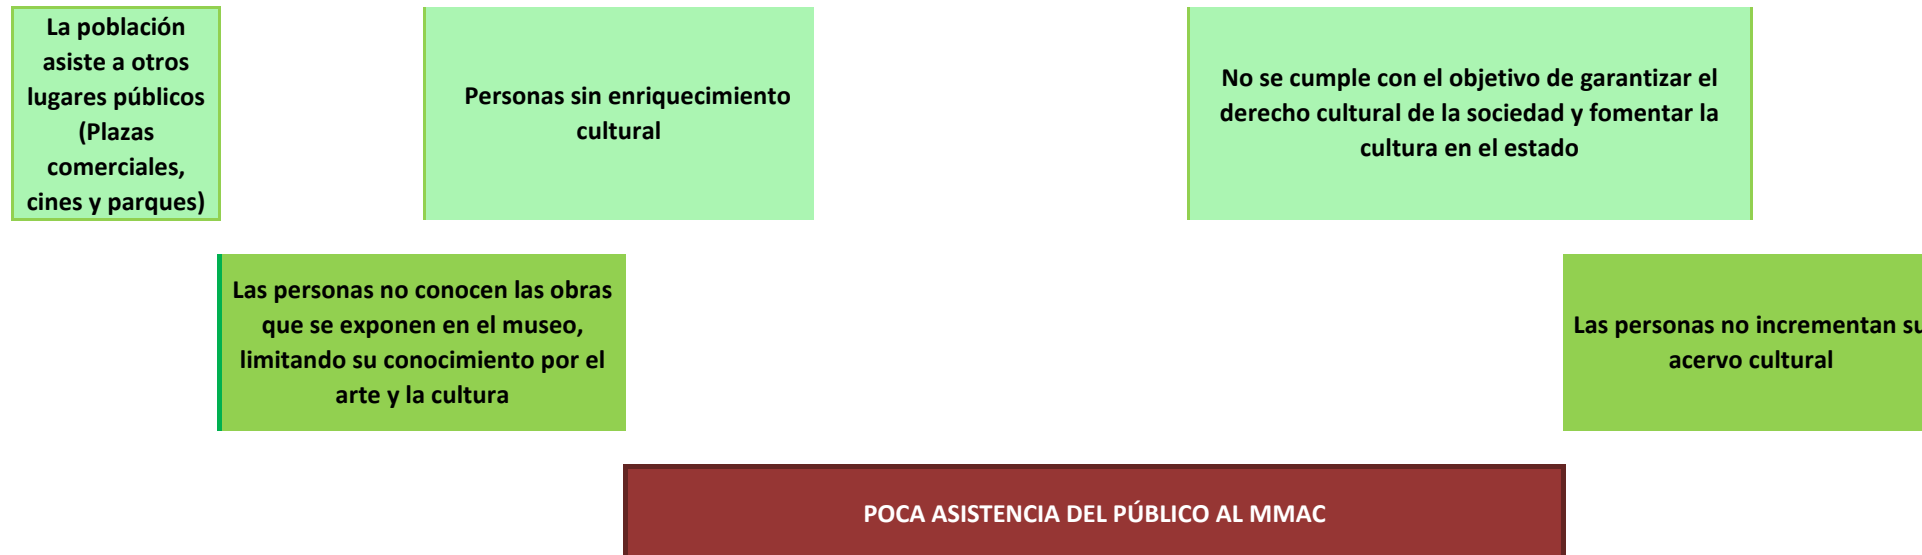 La población
asiste a otros
lugares públicos
(Plazas
comerciales,
cines y parques)
Personas sin enriquecimiento
cultural
No se cumple con el objetivo de garantizar el
derecho cultural de la sociedad y fomentar la
cultura en el estado
Las personas no conocen las obras
que se exponen en el museo,
limitando su conocimiento por el
arte y la cultura
Las personas no incrementan su
acervo cultural
POCA ASISTENCIA DEL PÚBLICO AL MMAC